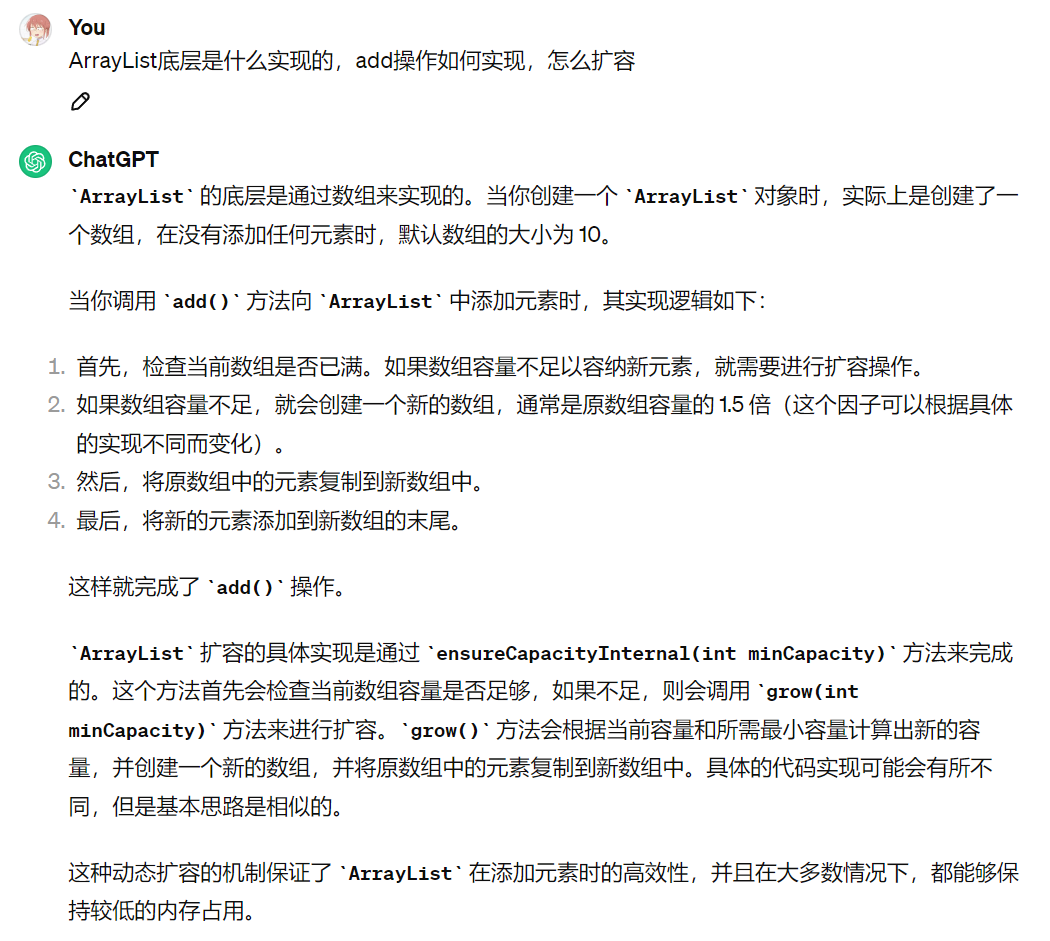 You
ArrayList底层是什么实现的，add操作如何实现，怎么扩容
ChatGPT
`ArrayList` 的底层是通过数组来实现的。当你创建一个 `ArrayList` 对象时，实际上是创建了一
个数组，在没有添加任何元素时，默认数组的大小为 10。
当你调用 `add()` 方法向 `ArrayList` 中添加元素时，其实现逻辑如下：
1. 首先，检查当前数组是否已满。如果数组容量不足以容纳新元素，就需要进行扩容操作。
2. 如果数组容量不足，就会创建一个新的数组，通常是原数组容量的 1.5 倍（这个因子可以根据具体
的实现不同而变化）。
3. 然后，将原数组中的元素复制到新数组中。
4. 最后，将新的元素添加到新数组的末尾。
这样就完成了 `add()` 操作。
`ArrayList` 扩容的具体实现是通过 `ensureCapacityInternal(int minCapacity)` 方法来完成
的。这个方法首先会检查当前数组容量是否足够，如果不足，则会调用 `grow(int
minCapacity)` 方法来进行扩容。`grow()` 方法会根据当前容量和所需最小容量计算出新的容
量，并创建一个新的数组，并将原数组中的元素复制到新数组中。具体的代码实现可能会有所不
同，但是基本思路是相似的。
这种动态扩容的机制保证了 `ArrayList` 在添加元素时的高效性，并且在大多数情况下，都能够保
持较低的内存占用。